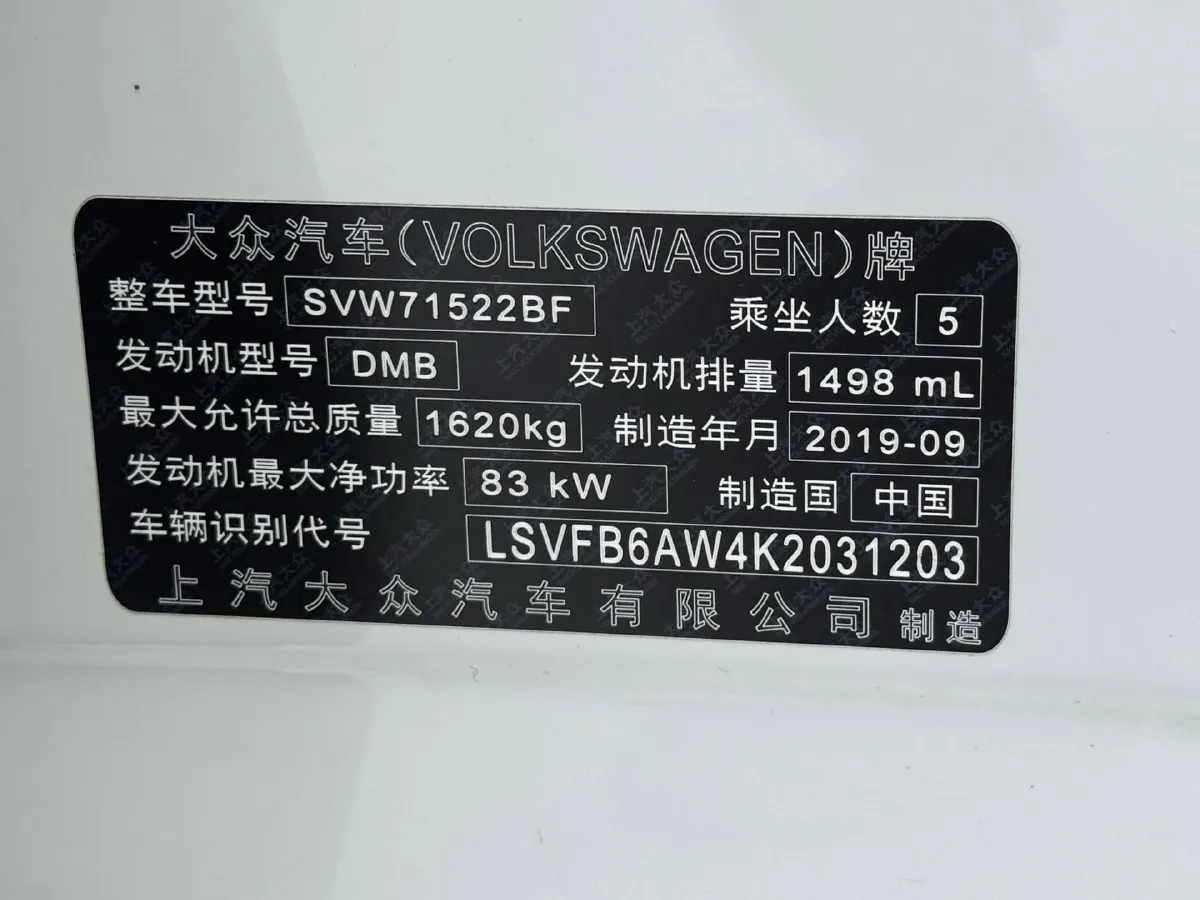 大众汽车(VOLKSWAGEN)牌
整车型号 SVW71522BF 乘坐人数 5
发动机型号 DMB 发动机排量 1498 mL
最大允许总质量 1620kg 制造年月 2019-09
发动机最大净功率 83 kW 制造国 中国
车辆识别代号 LSVFB6AW4K2031203
上汽大众汽车有限公司 制造